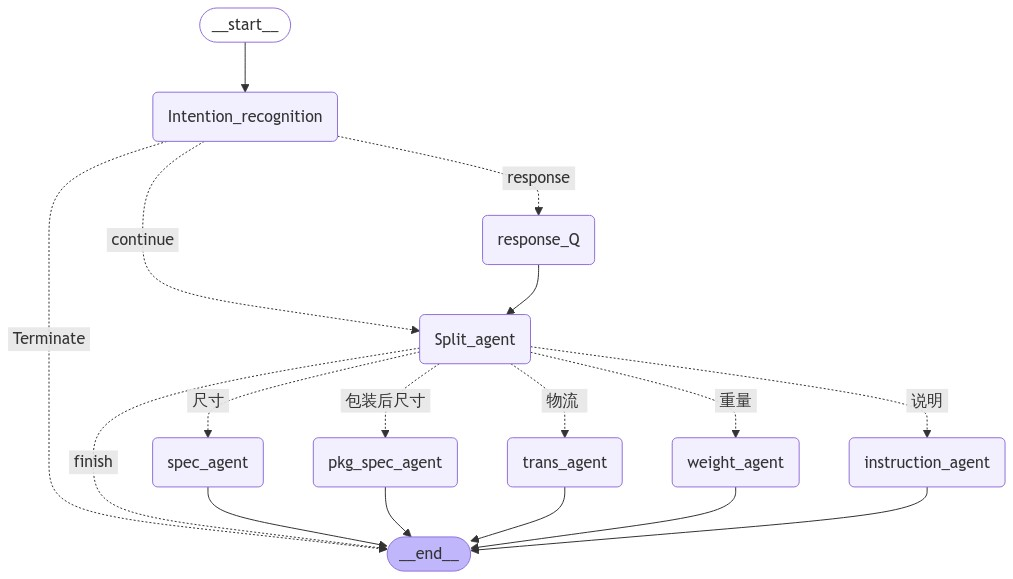 __start__
Intention_recognition
response
response_Q
continue
Terminate
Split_agent
尺寸
包装后尺寸
物流
重量
说明
finish
spec_agent
pkg_spec_agent
trans_agent
weight_agent
instruction_agent
__end__